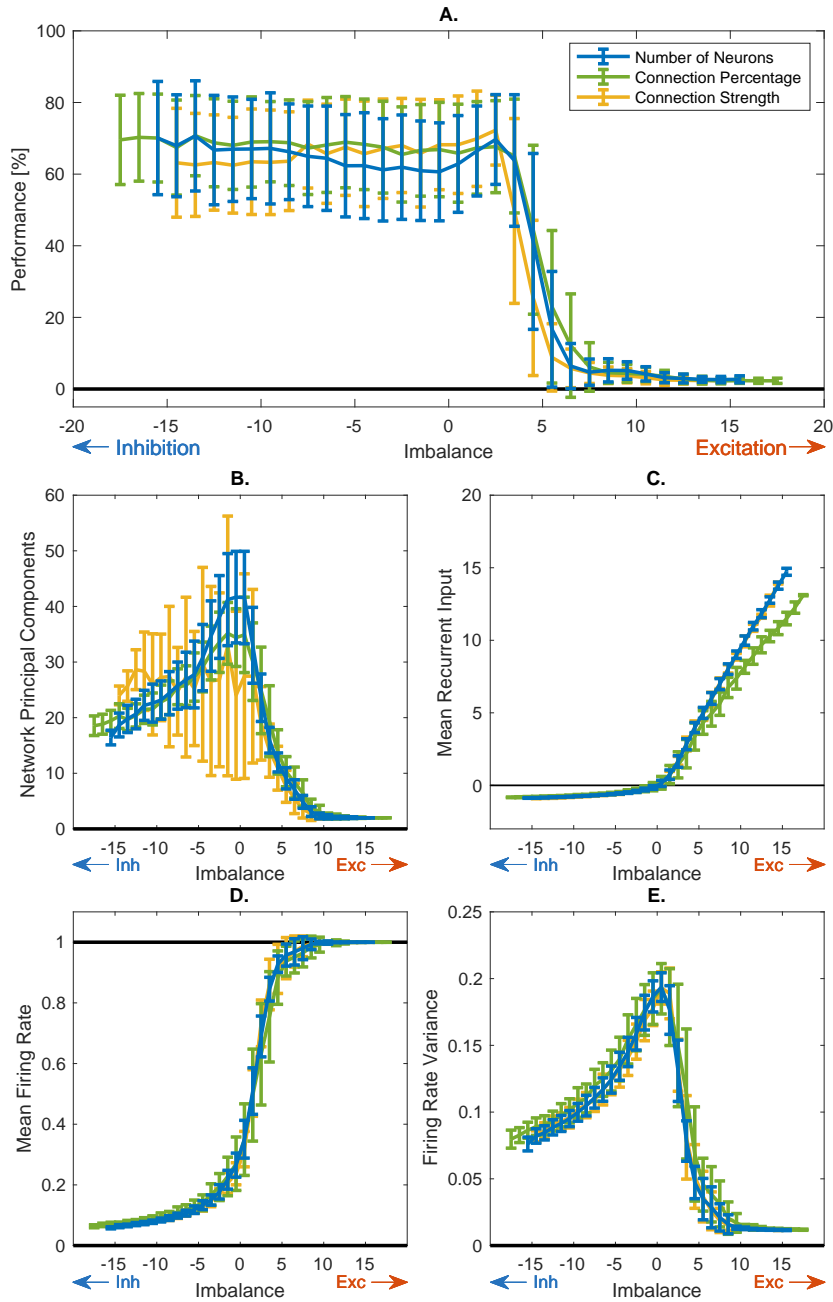 A.
Performance [%]
100
80
60
40
20
0
Number of Neurons
Connection Percentage
Connection Strength
-20 -15 -10 -5 0 5 10 15 20
Inhibition Imbalance Excitation
B.
Network Principal Components
60
50
40
30
20
10
0
-15 -10 -5 0 5 10 15
Inh Imbalance Exc
C.
Mean Recurrent Input
20
15
10
5
0
-15 -10 -5 0 5 10 15
Inh Imbalance Exc
D.
Mean Firing Rate
1
0.8
0.6
0.4
0.2
0
-15 -10 -5 0 5 10 15
Inh Imbalance Exc
E.
Firing Rate Variance
0.25
0.2
0.15
0.1
0.05
0
-15 -10 -5 0 5 10 15
Inh Imbalance Exc